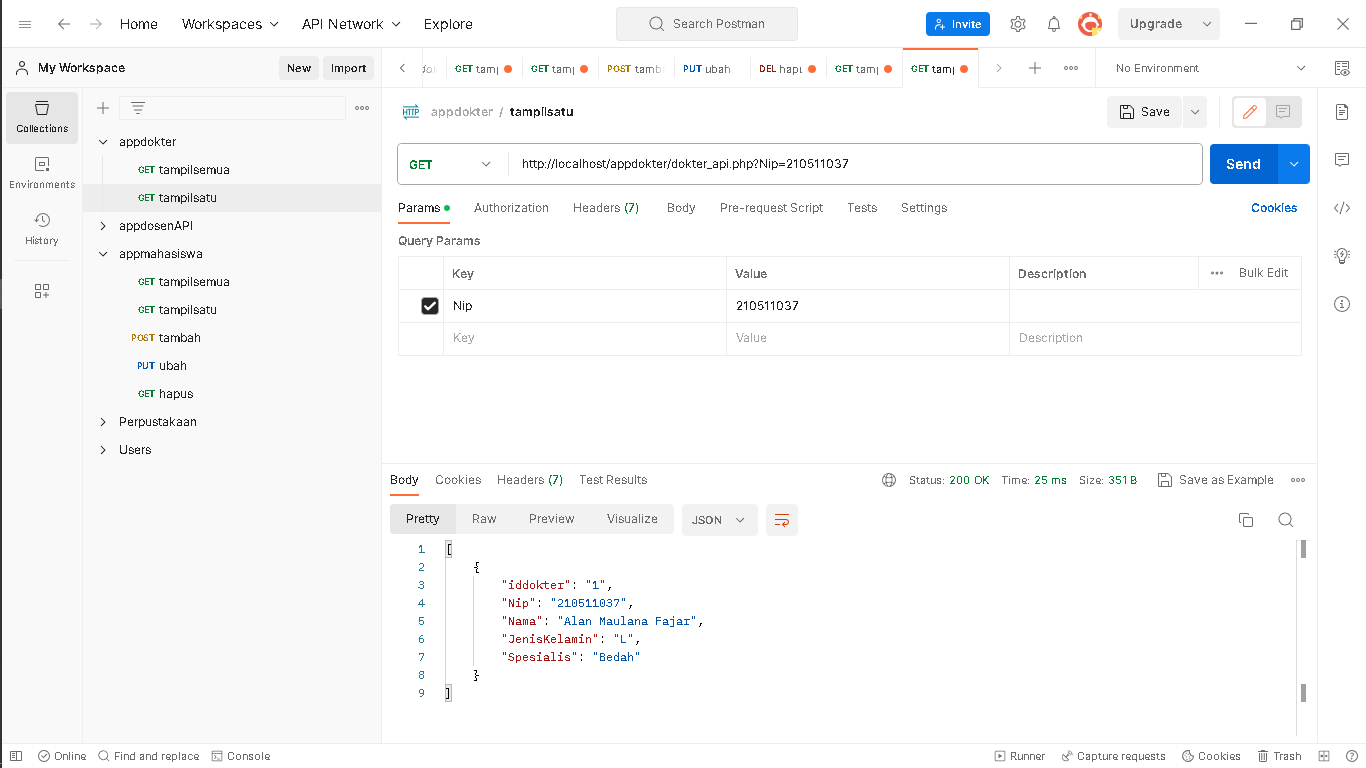 Home Workspaces API Network Explore Search Postman Invite Upgrade
My Workspace New Import GET tamp GET tamp POST tamb PUT ubah DEL hapu GET tamp GET tamp No Environment
Collections
Environments
History
appdokter
GET tampilsemua
GET tampilsatu
appdosenAPI
appmahasiswa
GET tampilsemua
GET tampilsatu
POST tambah
PUT ubah
GET hapus
Perpustakaan
Users
HTTP appdokter / tampilsatu Save
GET http://localhost/appdokter/dokter_api.php?Nip=210511037 Send
Params Authorization Headers (7) Body Pre-request Script Tests Settings Cookies
Query Params
Key Value Description Bulk Edit
Nip 210511037
Key Value Description
Body Cookies Headers (7) Test Results Status: 200 OK Time: 25 ms Size: 351 B Save as Example
Pretty Raw Preview Visualize JSON
1 [
2 {
3 "iddokter": "1",
4 "Nip": "210511037",
5 "Nama": "Alan Maulana Fajar",
6 "JenisKelamin": "L",
7 "Spesialis": "Bedah"
8 }
9 ]
Online Find and replace Console Runner Capture requests Cookies Trash